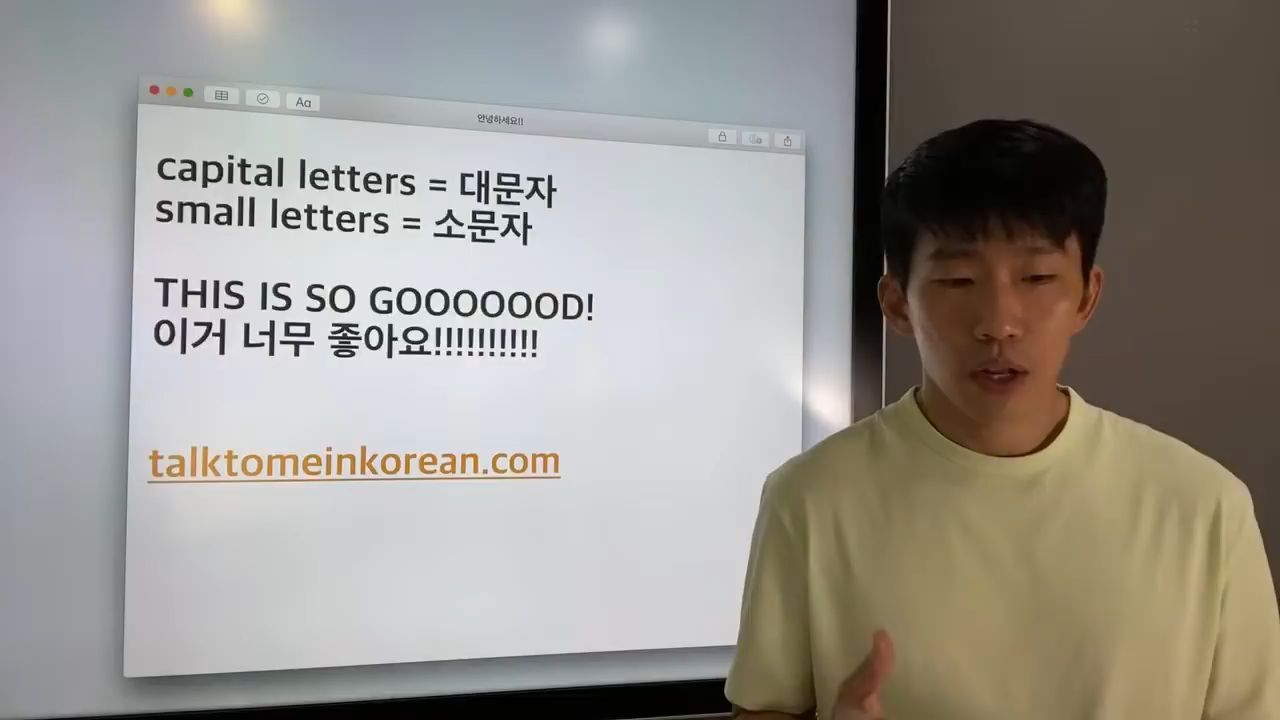 Aa
안녕하세요!!
capital letters = 대문자
small letters = 소문자
THIS IS SO GOOOOOOD!
이거 너무 좋아요!!!!!!!!!!
talktomeinkorean.com